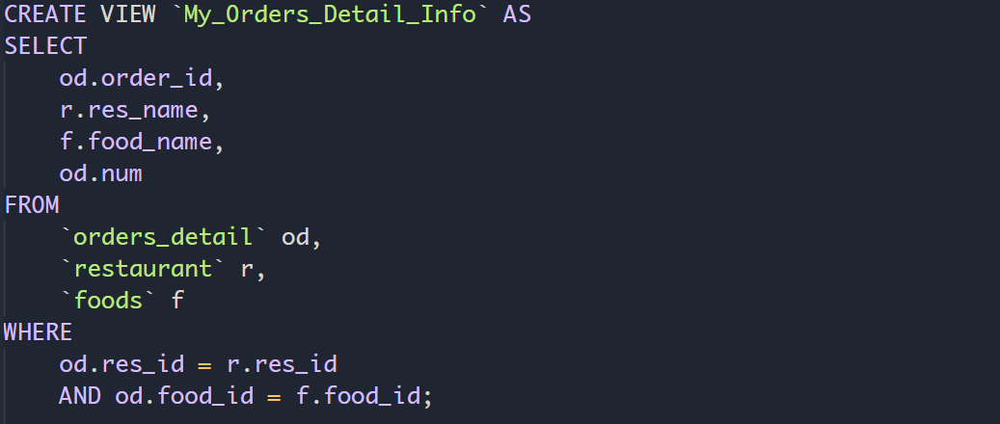 CREATE VIEW `My_Orders_Detail_Info` AS
SELECT
    od.order_id,
    r.res_name,
    f.food_name,
    od.num
FROM
    `orders_detail` od,
    `restaurant` r,
    `foods` f
WHERE
    od.res_id = r.res_id
    AND od.food_id = f.food_id;